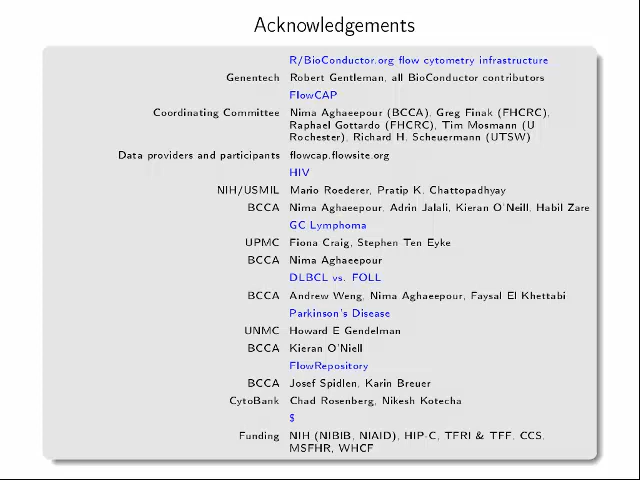 Acknowledgements
R/BioConductor.org flow cytometry infrastructure
Genentech Robert Gentleman, all BioConductor contributors
FlowCAP
Coordinating Committee Nima Aghaeepour (BCCA), Greg Finak (FHCRC),
Raphael Gottardo (FHCRC), Tim Mosmann (U
Rochester), Richard H. Scheuermann (UTSW)
Data providers and participants flowcap.flowsite.org
HIV
NIH/USMIL Mario Roederer, Pratip K. Chattopadhyay
BCCA Nima Aghaeepour, Adrin Jalali, Kieran O'Neill, Habil Zare
GC Lymphoma
UPMC Fiona Craig, Stephen Ten Eyke
BCCA Nima Aghaeepour
DLBCL vs. FOLL
BCCA Andrew Weng, Nima Aghaeepour, Faysal El Khettabi
Parkinson's Disease
UNMC Howard E Gendelman
BCCA Kieran O'Niell
FlowRepository
BCCA Josef Spidlen, Karin Breuer
CytoBank Chad Rosenberg, Nikesh Kotecha
$
Funding NIH (NIBIB, NIAID), HIP-C, TFRI & TFF, CCS,
MSFHR, WHCF